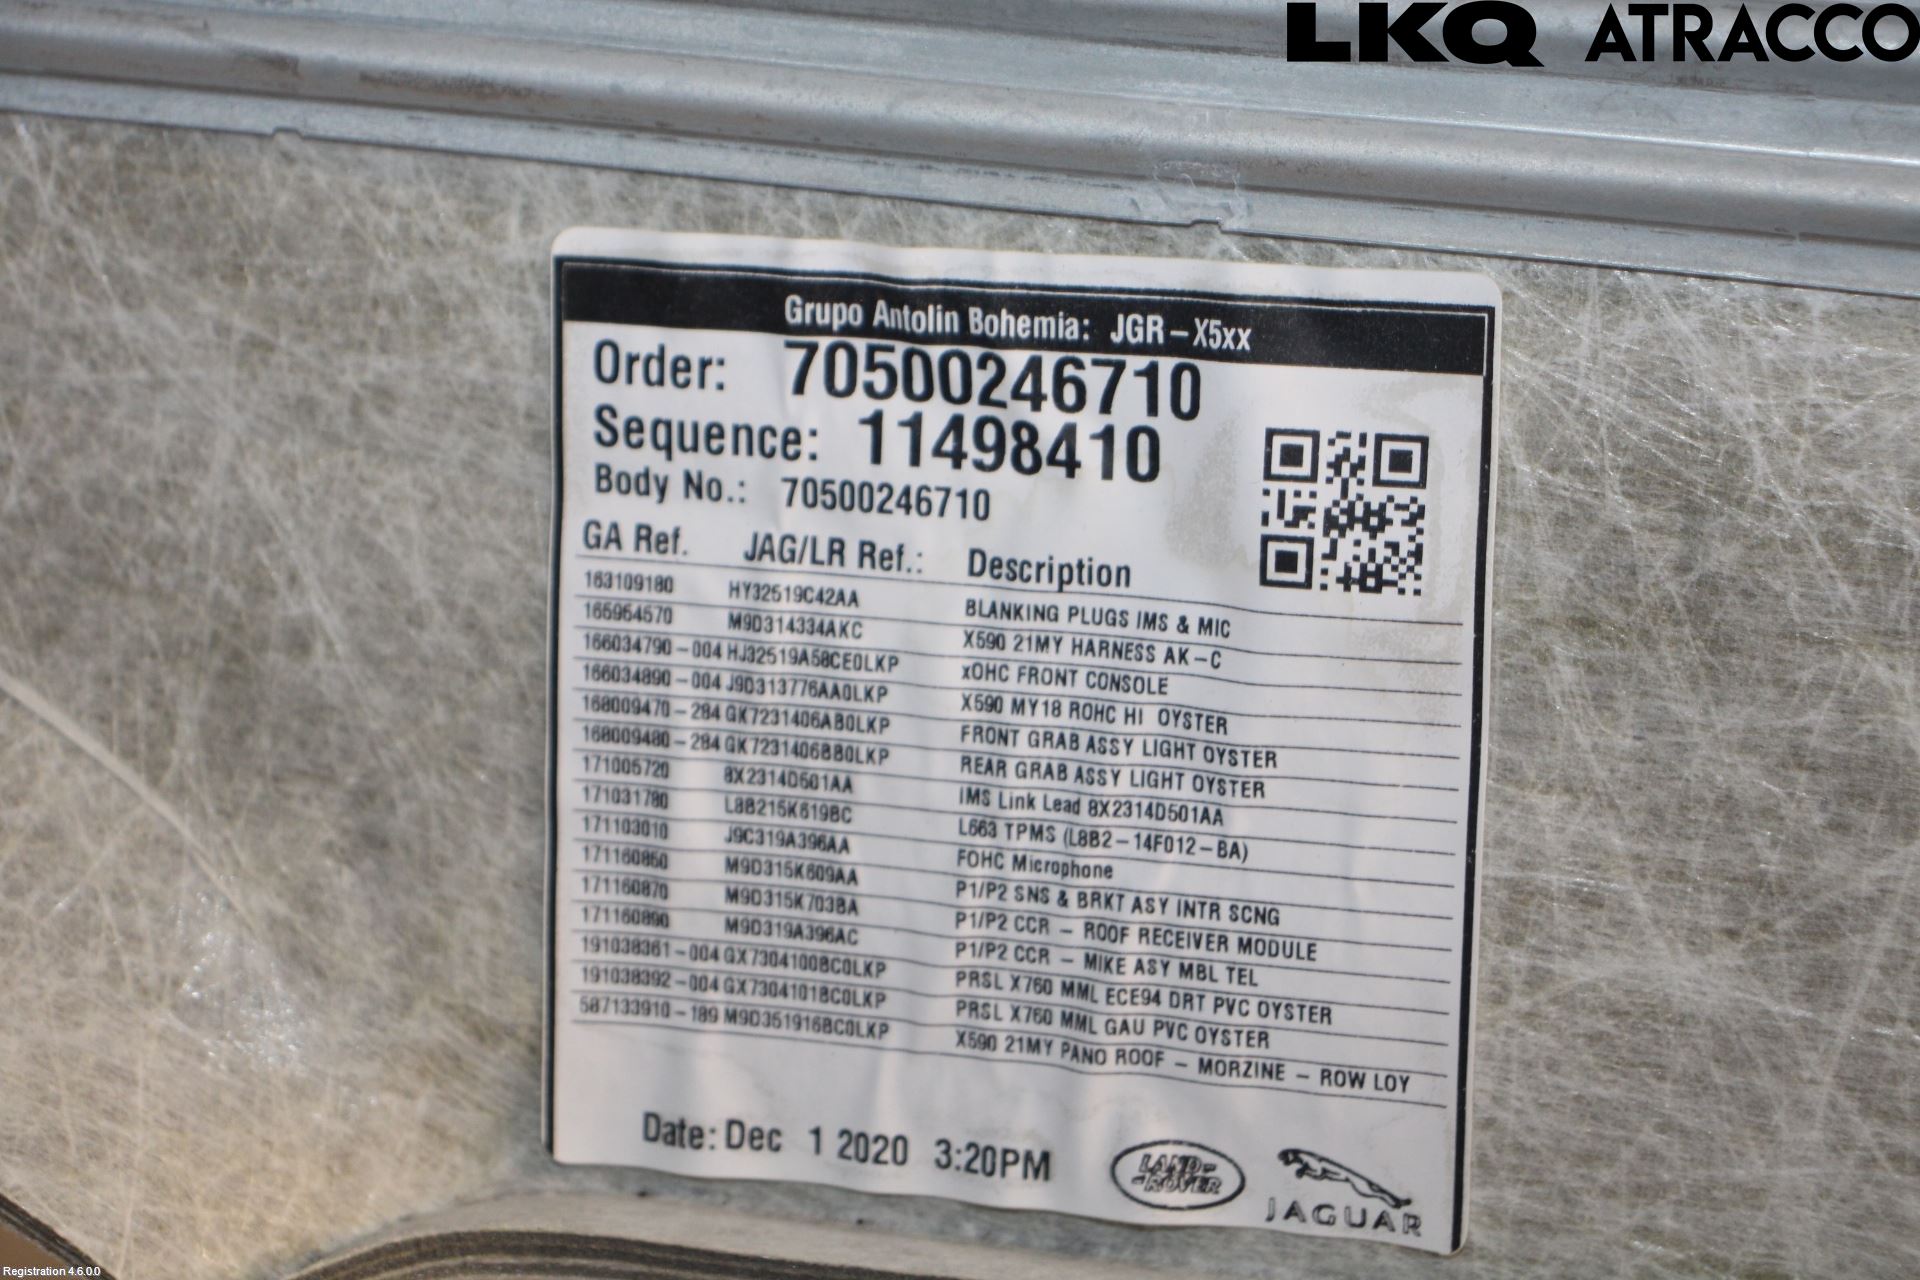 LKQ ATRACCO
Grupo Antolin Bohemia: JGR-X5xx
Order: 70500246710
Sequence: 11498410
Body No.: 70500246710
GA Ref. JAG/LR Ref.: Description
163109180 HY32519C42AA BLANKING PLUGS IMS & MIC
165964570 M9D314334AKC X590 21MY HARNESS AK-C
166034790-004 HJ32519A58CE0LKP xOHC FRONT CONSOLE
166034890-004 J9D313776AA0LKP X590 MY18 ROHC HI OYSTER
168009470-284 GK7231406AB0LKP FRONT GRAB ASSY LIGHT OYSTER
168009480-284 GK7231406BB0LKP REAR GRAB ASSY LIGHT OYSTER
171005720 8X2314D501AA IMS Link Lead 8X2314D501AA
171031780 L8B215K619BC L663 TPMS (L8B2-14F012-BA)
171103010 J9C319A396AA FOHC Microphone
171160860 M9D315K609AA P1/P2 SNS & BRKT ASY INTR SCNG
171160870 M9D315K703BA P1/P2 CCR - ROOF RECEIVER MODULE
171160890 M9D319A396AC P1/P2 CCR - MIKE ASY MBL TEL
191038361-004 GX7304100BC0LKP PRSL X760 MML ECE94 DRT PVC OYSTER
191038392-004 GX7304101BC0LKP PRSL X760 MML GAU PVC OYSTER
587133910-189 M9D351916BC0LKP X590 21MY PANO ROOF - MORZINE - ROW LOY
Date: Dec 1 2020 3:20PM
LAND-
-ROVER
JAGUAR
Registration 4.6.0.0